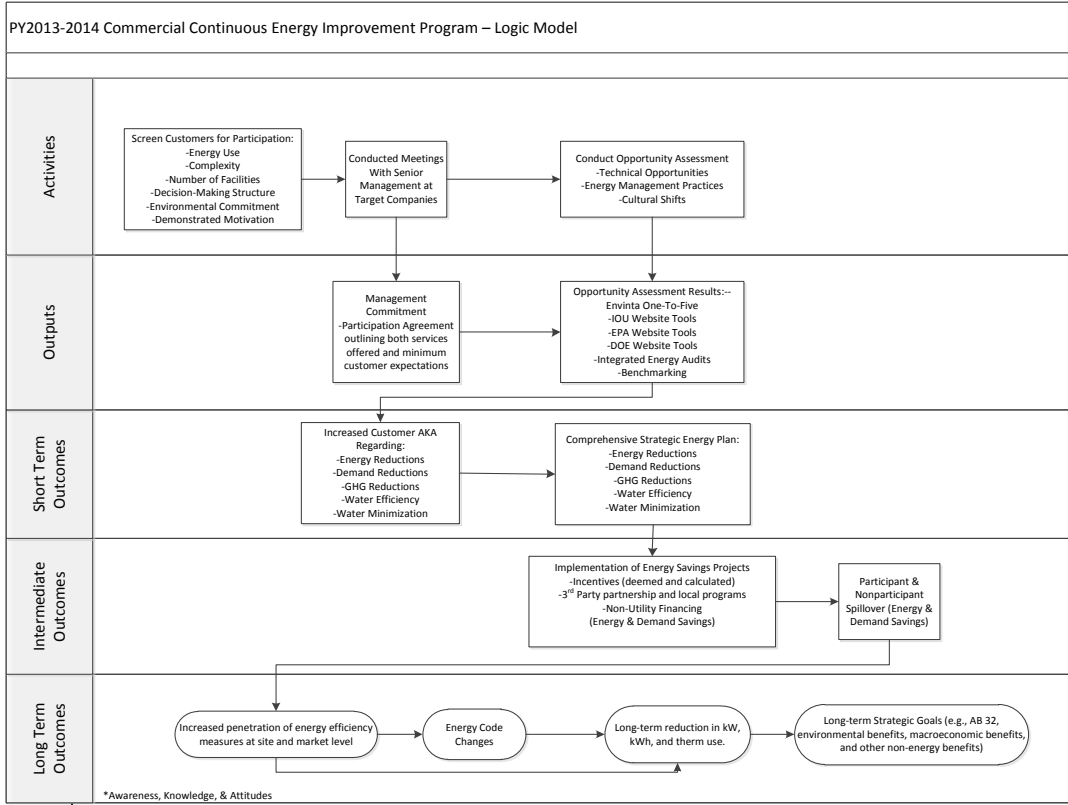 PY2013-2014 Commercial Continuous Energy Improvement Program – Logic Model
Activities
Screen Customers for Participation:
-Energy Use
-Complexity
-Number of Facilities
-Decision-Making Structure
-Environmental Commitment
-Demonstrated Motivation
Conducted Meetings
With Senior
Management at
Target Companies
Conduct Opportunity Assessment
-Technical Opportunities
-Energy Management Practices
-Cultural Shifts
Outputs
Management
Commitment
-Participation Agreement
outlining both services
offered and minimum
customer expectations
Opportunity Assessment Results:--
Envinta One-To-Five
-IOU Website Tools
-EPA Website Tools
-DOE Website Tools
-Integrated Energy Audits
-Benchmarking
Short Term
Outcomes
Increased Customer AKA
Regarding:
-Energy Reductions
-Demand Reductions
-GHG Reductions
-Water Efficiency
-Water Minimization
Comprehensive Strategic Energy Plan:
-Energy Reductions
-Demand Reductions
-GHG Reductions
-Water Efficiency
-Water Minimization
Intermediate
Outcomes
Implementation of Energy Savings Projects
-Incentives (deemed and calculated)
-3rd Party partnership and local programs
-Non-Utility Financing
(Energy & Demand Savings)
Participant &
Nonparticipant
Spillover (Energy &
Demand Savings)
Long Term
Outcomes
Increased penetration of energy efficiency
measures at site and market level
Energy Code
Changes
Long-term reduction in kW,
kWh, and therm use.
Long-term Strategic Goals (e.g., AB 32,
environmental benefits, macroeconomic benefits,
and other non-energy benefits)
*Awareness, Knowledge, & Attitudes